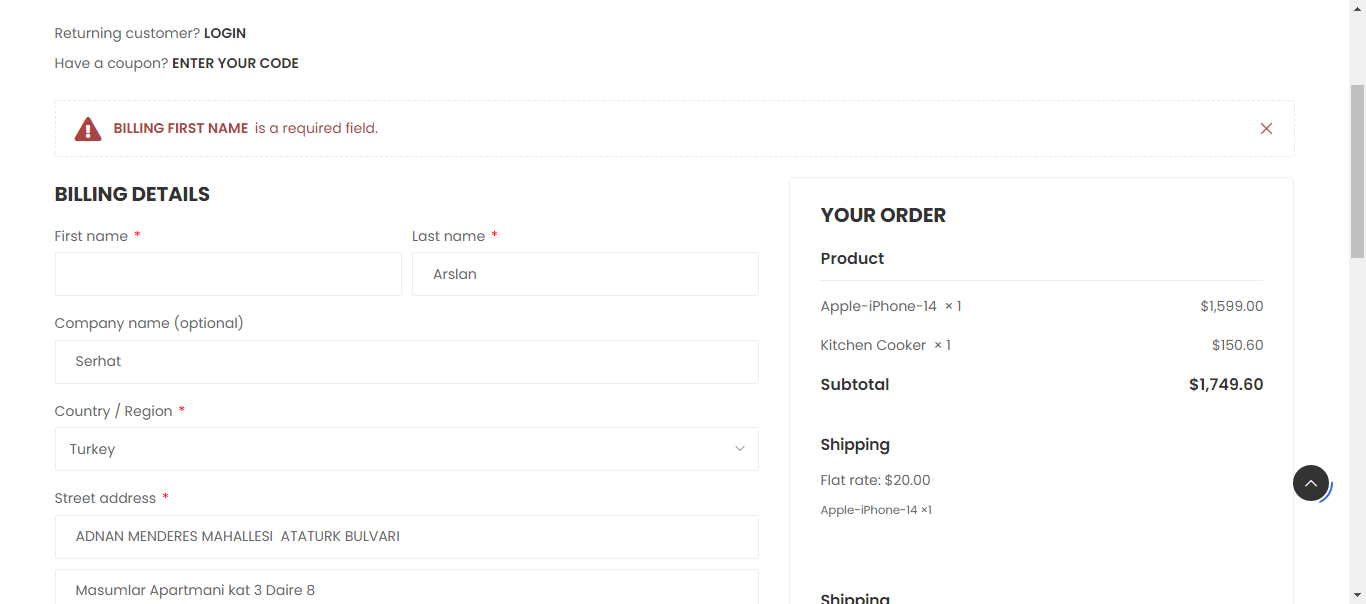 Returning customer? LOGIN
Have a coupon? ENTER YOUR CODE
BILLING FIRST NAME is a required field.
BILLING DETAILS
First name *
Last name *
Arslan
Company name (optional)
Serhat
Country / Region *
Turkey
Street address *
ADNAN MENDERES MAHALLESI ATATURK BULVARI
Masumlar Apartmani kat 3 Daire 8
YOUR ORDER
Product
Apple-iPhone-14 × 1 $1,599.00
Kitchen Cooker × 1 $150.60
Subtotal $1,749.60
Shipping
Flat rate: $20.00
Apple-iPhone-14 ×1
Shipping